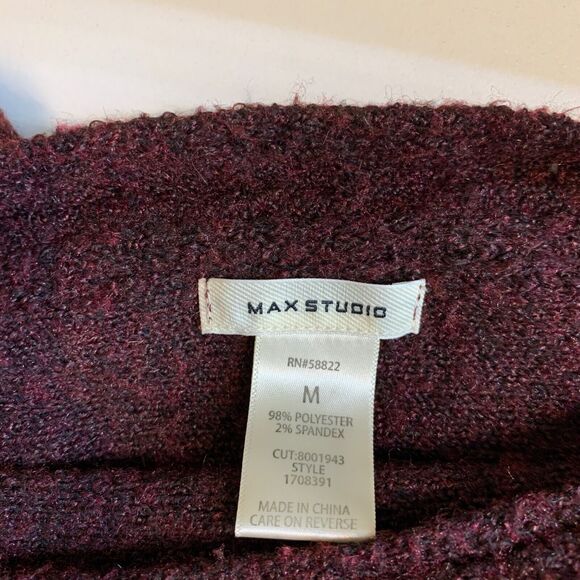 MAX STUDIO
RN#58822
M
98% POLYESTER
2% SPANDEX
CUT:8001943
STYLE
1708391
MADE IN CHINA
CARE ON REVERSE